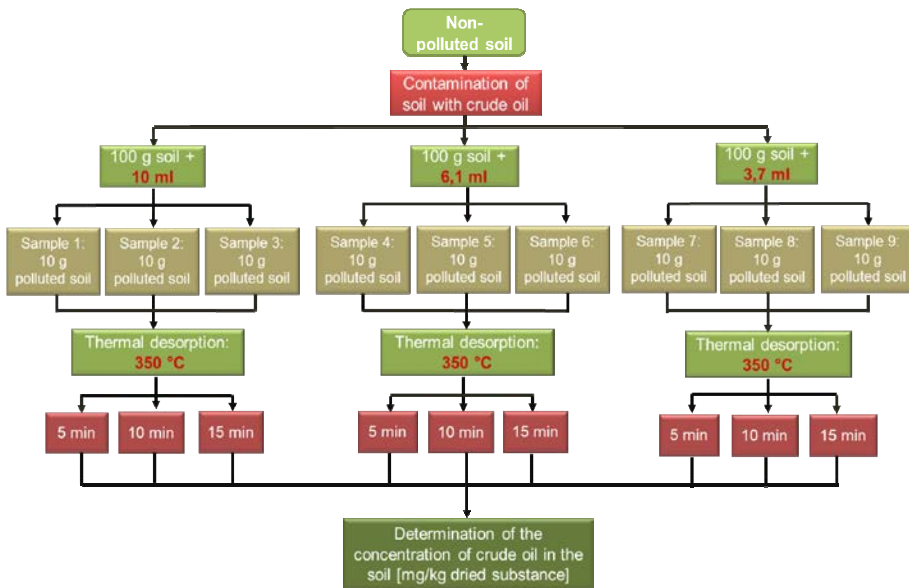 Non-
polluted soil
Contamination of
soil with crude oil
100 g soil +
10 ml
100 g soil +
6,1 ml
100 g soil +
3,7 ml
Sample 1:
10 g
polluted soil
Sample 2:
10 g
polluted soil
Sample 3:
10 g
polluted soil
Sample 4:
10 g
polluted soil
Sample 5:
10 g
polluted soil
Sample 6:
10 g
polluted soil
Sample 7:
10 g
polluted soil
Sample 8:
10 g
polluted soil
Sample 9:
10 g
polluted soil
Thermal desorption:
350 °C
Thermal desorption:
350 °C
Thermal desorption:
350 °C
5 min
10 min
15 min
5 min
10 min
15 min
5 min
10 min
15 min
Determination of the
concentration of crude oil in the
soil [mg/kg dried substance]